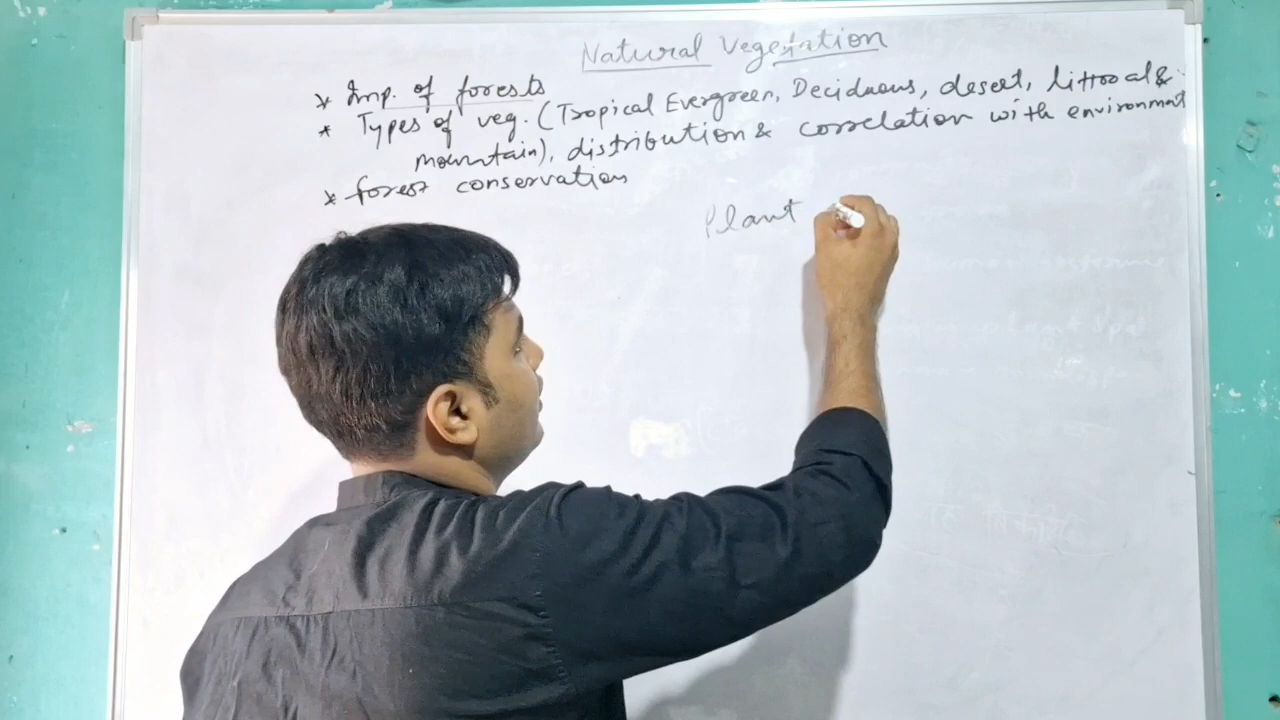 Natural Vegetation
* Imp. of forests
* Types of veg. (Tropical Evergreen, Deciduous, desert, littoral &
mountain), distribution & correlation with environment
* forest conservation
Plant